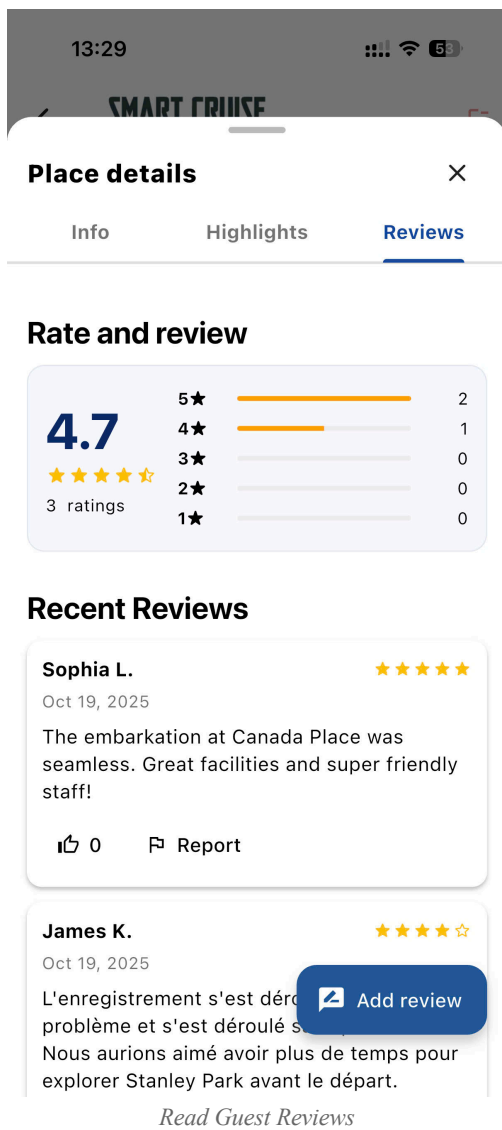 13:29
53
SMART CRUISE
Place details
Info Highlights Reviews
Rate and review
4.7
3 ratings
5★ 2
4★ 1
3★ 0
2★ 0
1★ 0
Recent Reviews
Sophia L.
Oct 19, 2025
The embarkation at Canada Place was
seamless. Great facilities and super friendly
staff!
0 Report
James K.
Oct 19, 2025
L'enregistrement s'est
problème et s'est déroulé
Nous aurions aimé avoir plus de temps pour
explorer Stanley Park avant le départ.
Add review
Read Guest Reviews